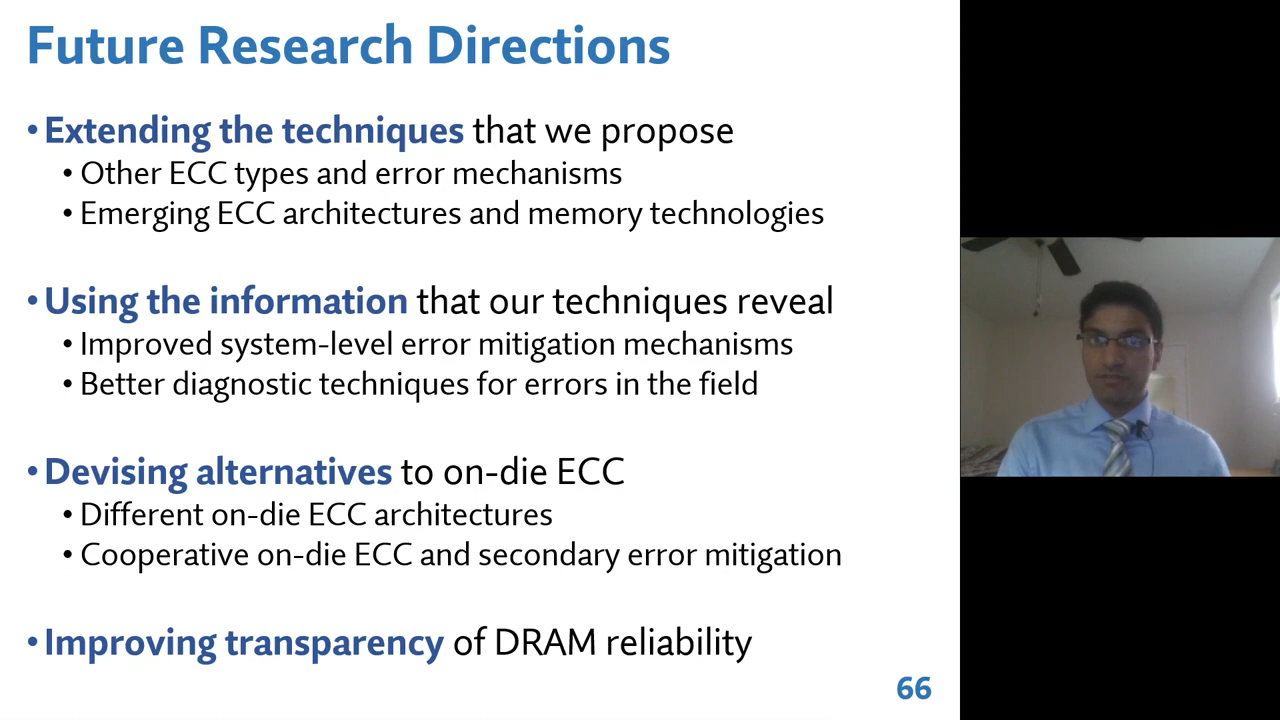 Future Research Directions
• Extending the techniques that we propose
• Other ECC types and error mechanisms
• Emerging ECC architectures and memory technologies
• Using the information that our techniques reveal
• Improved system-level error mitigation mechanisms
• Better diagnostic techniques for errors in the field
• Devising alternatives to on-die ECC
• Different on-die ECC architectures
• Cooperative on-die ECC and secondary error mitigation
• Improving transparency of DRAM reliability
66